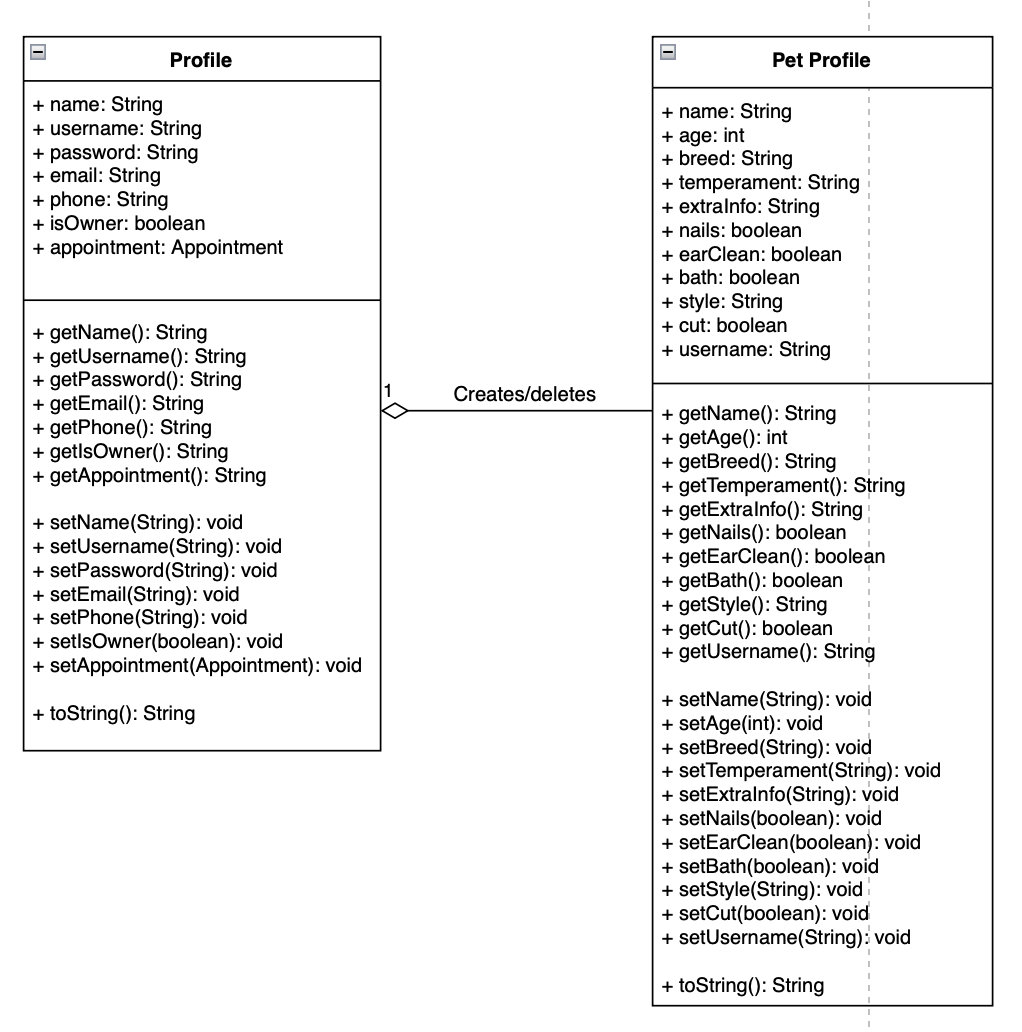 Profile
+ name: String
+ username: String
+ password: String
+ email: String
+ phone: String
+ isOwner: boolean
+ appointment: Appointment
+ getName(): String
+ getUsername(): String
+ getPassword(): String
+ getEmail(): String
+ getPhone(): String
+ getIsOwner(): String
+ getAppointment(): String
+ setName(String): void
+ setUsername(String): void
+ setPassword(String): void
+ setEmail(String): void
+ setPhone(String): void
+ setIsOwner(boolean): void
+ setAppointment(Appointment): void
+ toString(): String
1
Creates/deletes
Pet Profile
+ name: String
+ age: int
+ breed: String
+ temperament: String
+ extraInfo: String
+ nails: boolean
+ earClean: boolean
+ bath: boolean
+ style: String
+ cut: boolean
+ username: String
+ getName(): String
+ getAge(): int
+ getBreed(): String
+ getTemperament(): String
+ getExtraInfo(): String
+ getNails(): boolean
+ getEarClean(): boolean
+ getBath(): boolean
+ getStyle(): String
+ getCut(): boolean
+ getUsername(): String
+ setName(String): void
+ setAge(int): void
+ setBreed(String): void
+ setTemperament(String): void
+ setExtraInfo(String): void
+ setNails(boolean): void
+ setEarClean(boolean): void
+ setBath(boolean): void
+ setStyle(String): void
+ setCut(boolean): void
+ setUsername(String): void
+ toString(): String